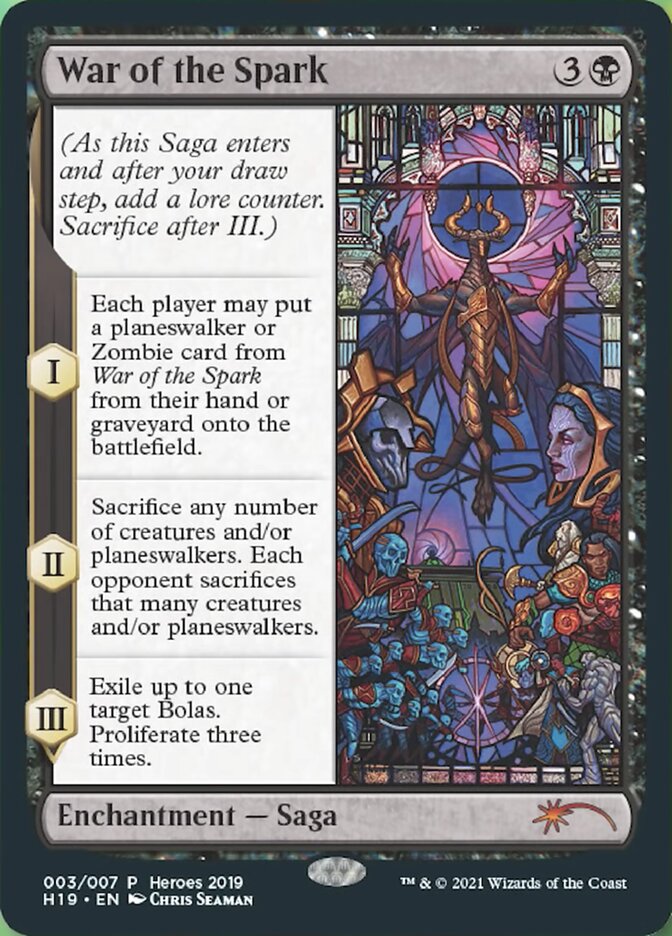 War of the Spark
3
(As this Saga enters
and after your draw
step, add a lore counter.
Sacrifice after III.)
I
Each player may put
a planeswalker or
Zombie card from
War of the Spark
from their hand or
graveyard onto the
battlefield.
II
Sacrifice any number
of creatures and/or
planeswalkers. Each
opponent sacrifices
that many creatures
and/or planeswalkers.
III
Exile up to one
target Bolas.
Proliferate three
times.
Enchantment — Saga
003/007 P Heroes 2019
H19 • EN Chris Seaman
™ & © 2021 Wizards of the Coast